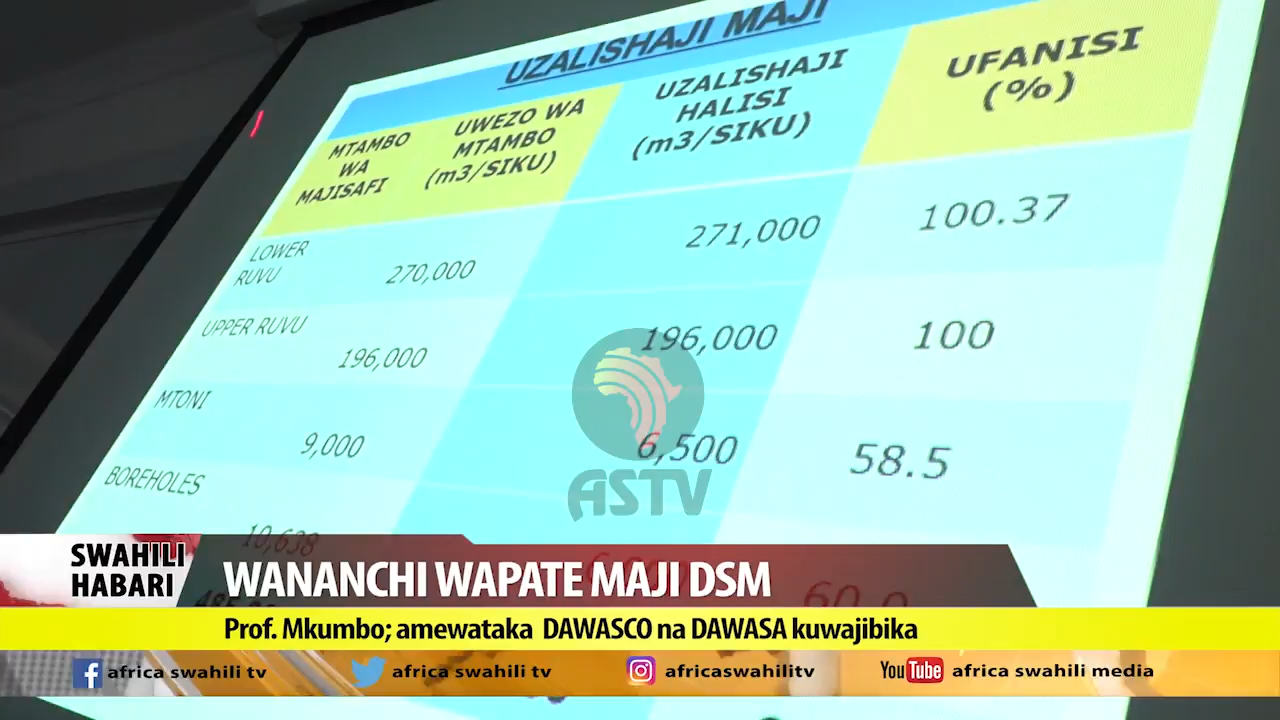 UZALISHAJI MAJI
MTAMBO WA MAJISAFI
UWEZO WA MTAMBO (m3/SIKU)
UZALISHAJI HALISI (m3/SIKU)
UFANISI (%)
LOWER RUVU 270,000 271,000 100.37
UPPER RUVU 196,000 196,000 100
MTONI 9,000 6,500 58.5
BOREHOLES 10,638
ASTV
SWAHILI HABARI
WANANCHI WAPATE MAJI DSM
Prof. Mkumbo; amewataka DAWASCO na DAWASA kuwajibika
f africa swahili tv
africa swahili tv
africaswahilitv
YouTube africa swahili media